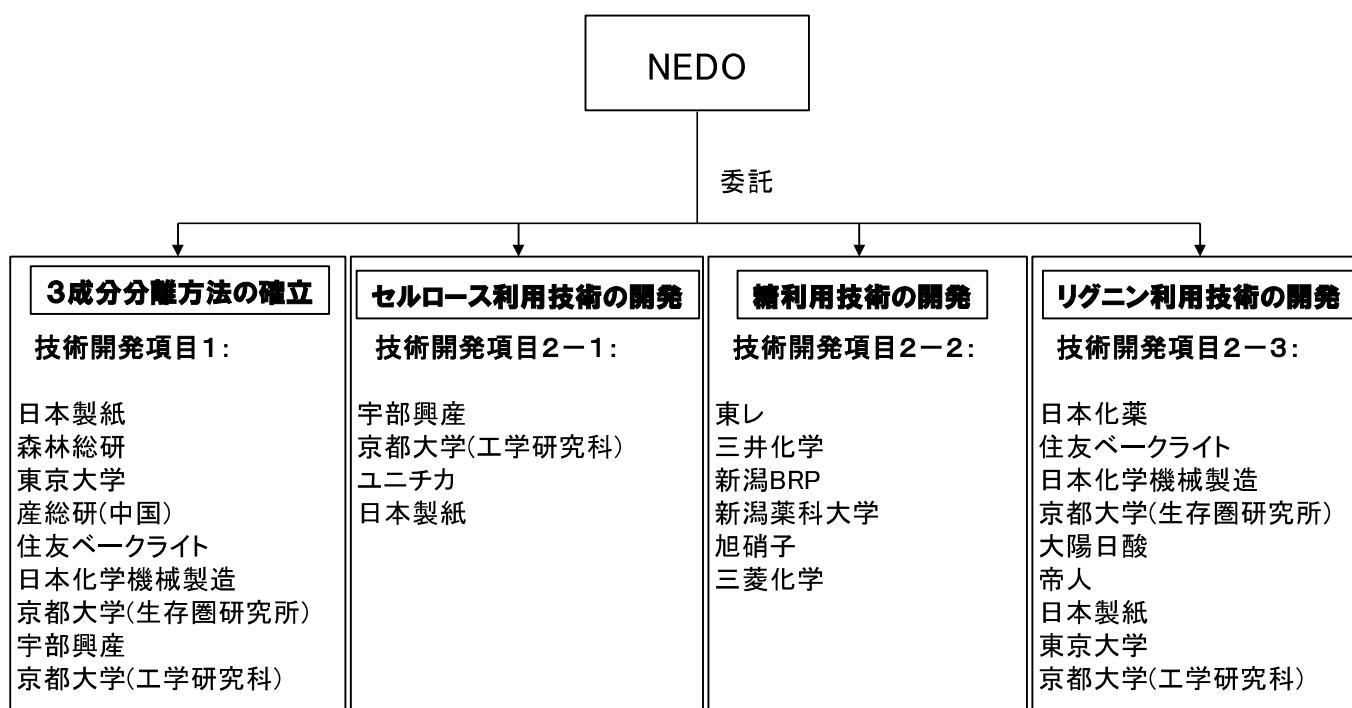 NEDO
委託
3成分分離方法の確立
技術開発項目1:
日本製紙
森林総研
東京大学
産総研(中国)
住友ベークライト
日本化学機械製造
京都大学(生存圏研究所)
宇部興産
京都大学(工学研究科)
セルロース利用技術の開発
技術開発項目2-1:
宇部興産
京都大学(工学研究科)
ユニチカ
日本製紙
糖利用技術の開発
技術開発項目2-2:
東レ
三井化学
新潟BRP
新潟薬科大学
旭硝子
三菱化学
リグニン利用技術の開発
技術開発項目2-3:
日本化薬
住友ベークライト
日本化学機械製造
京都大学(生存圏研究所)
大陽日酸
帝人
日本製紙
東京大学
京都大学(工学研究科)